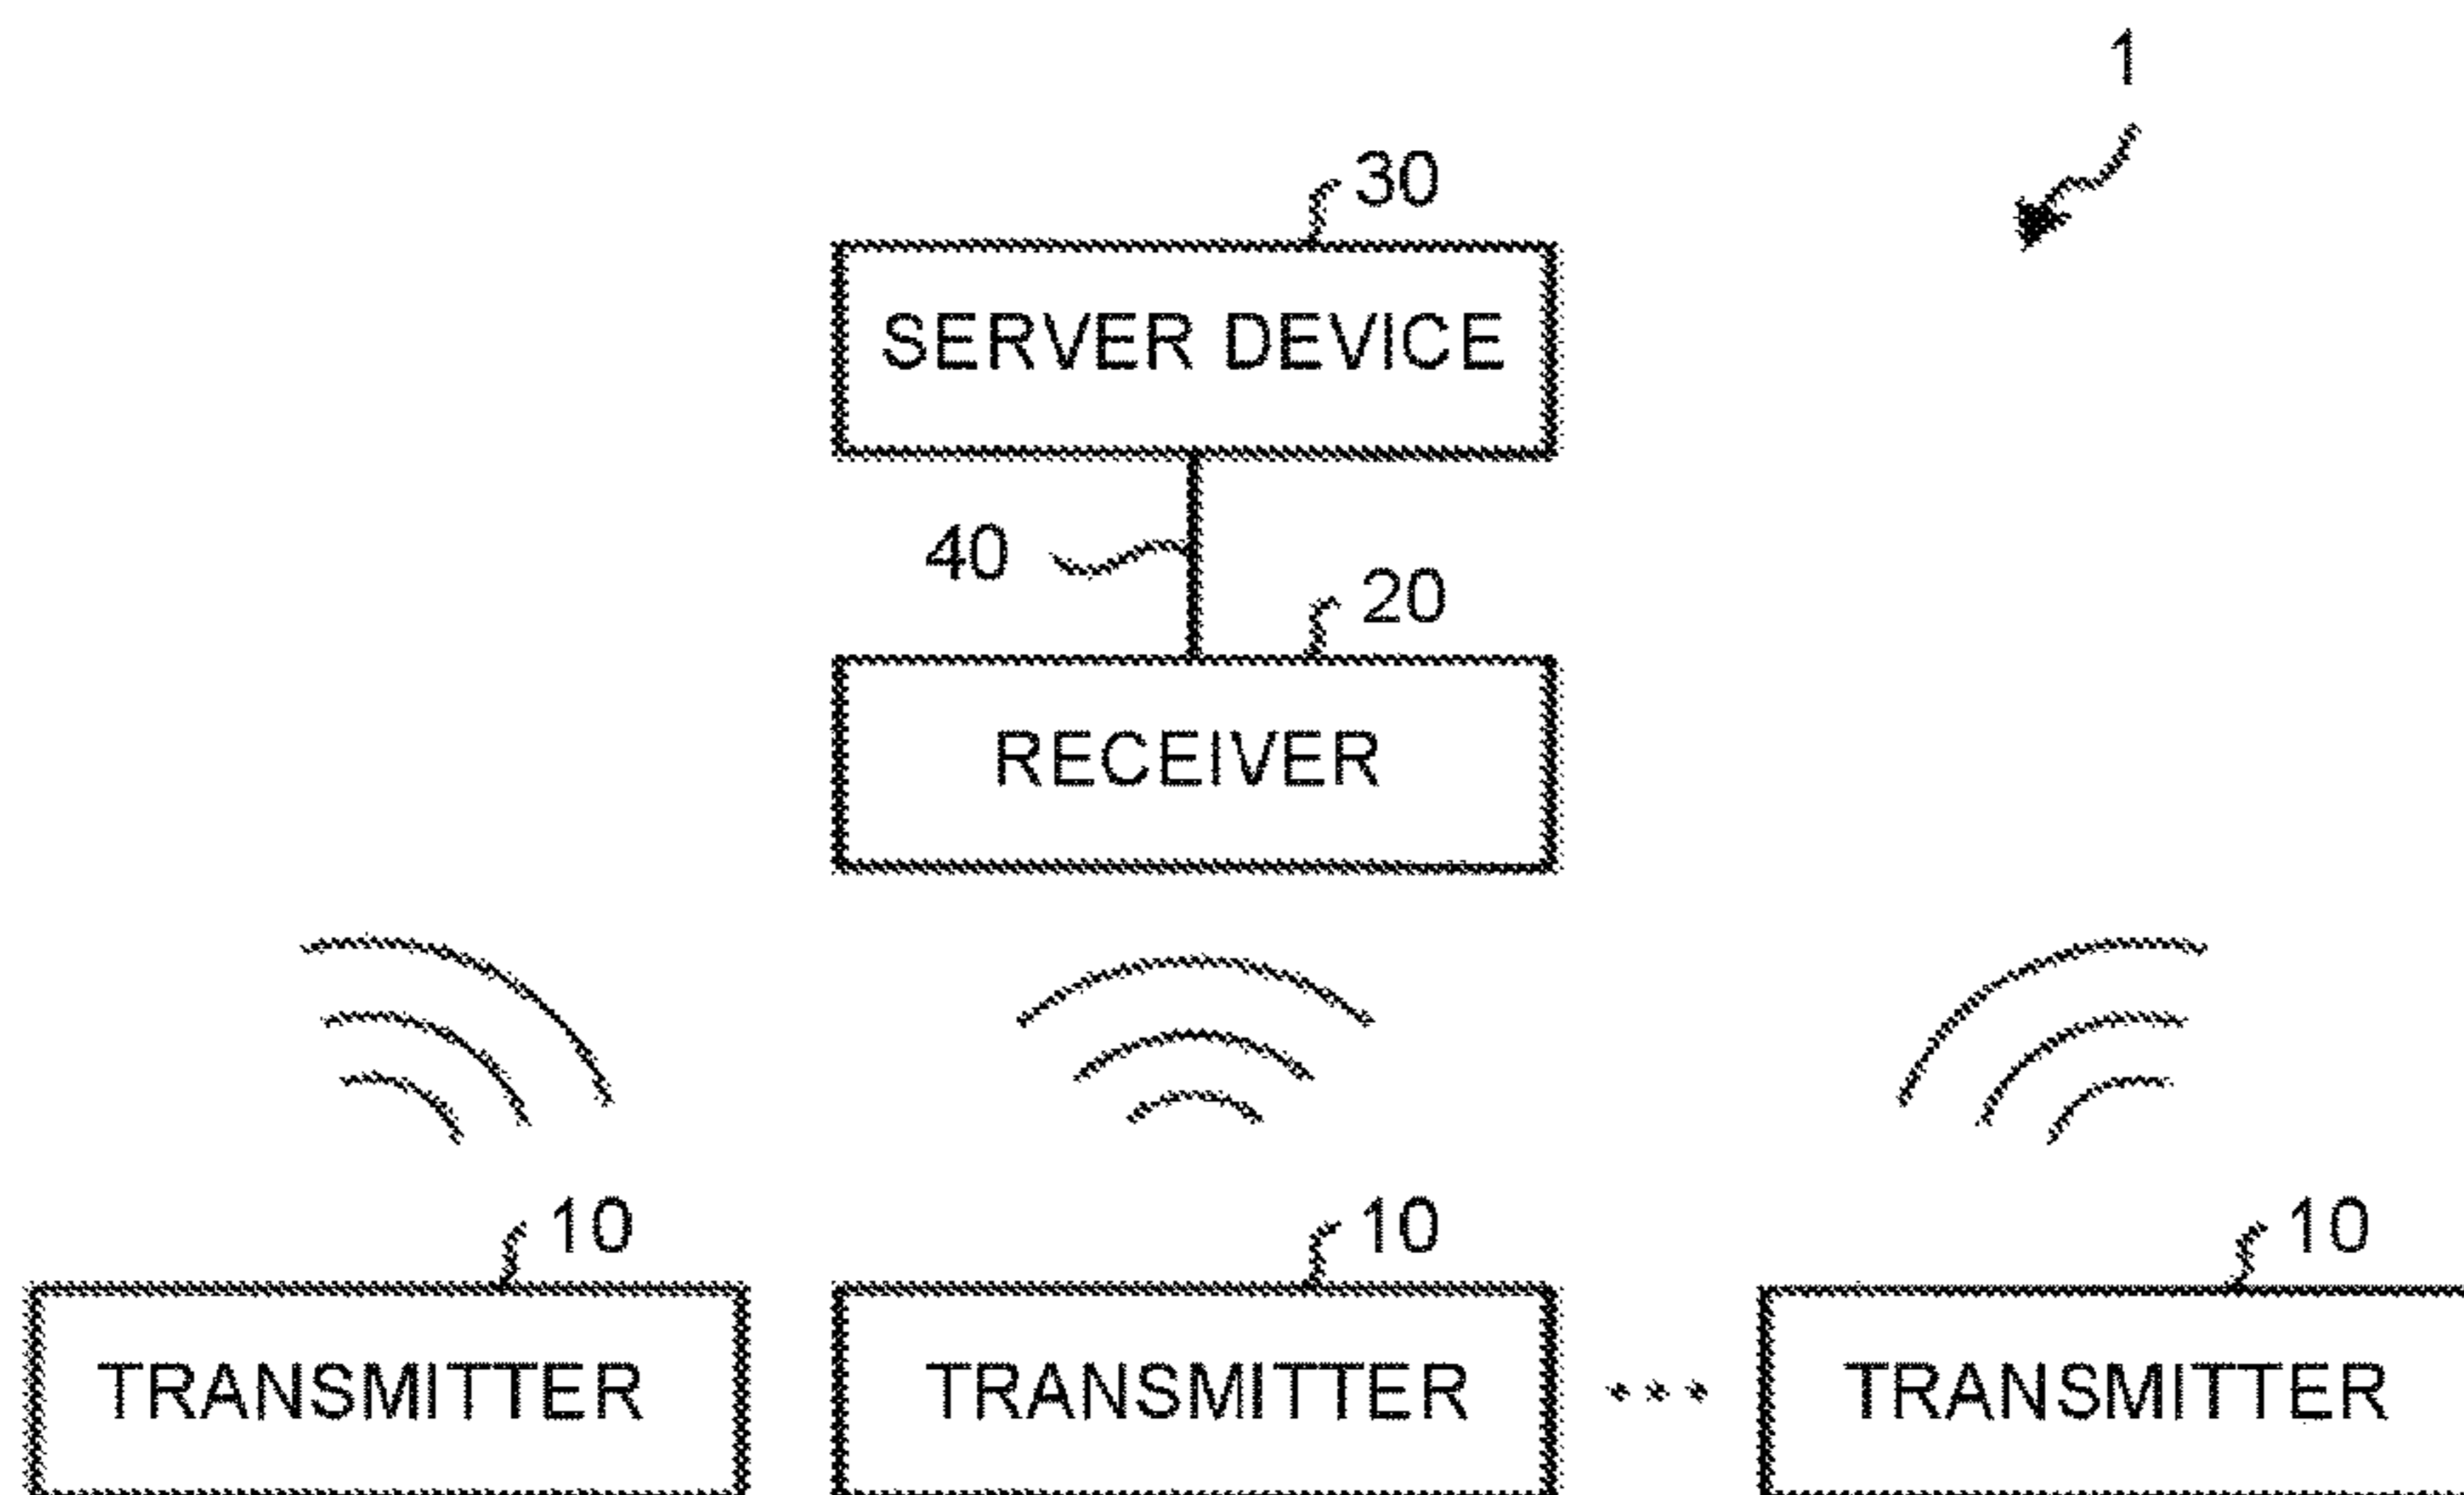 1
30
SERVER DEVICE
40
20
RECEIVER
10 10 10
TRANSMITTER TRANSMITTER ... TRANSMITTER